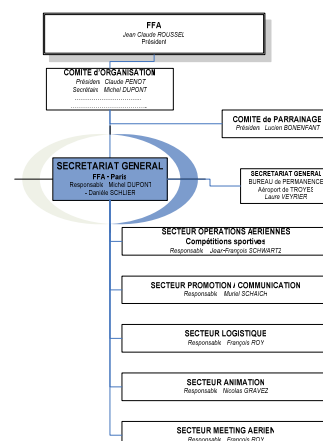 FFA
Jean Claude ROUSSEL
Président
COMITE d'ORGANISATION
Président Claude PENOT
Secrétaire Michel DUPONT
....................................
.........................................
COMITE de PARRAINAGE
Président Lucien BONENFANT
SECRETARIAT GENERAL
FFA - Paris
Responsable Michel DUPONT
- Danièle SCHLIER
SECRETARIAT GENERAL
BUREAU de PERMANENCE
Aéroport de TROYES
Laure VEYRIER
SECTEUR OPERATIONS AERIENNES
Compétitions sportives
Responsable Jean-François SCHWARTZ
SECTEUR PROMOTION / COMMUNICATION
Responsable Muriel SCHAICH
SECTEUR LOGISTIQUE
Responsable François ROY
SECTEUR ANIMATION
Responsable Nicolas GRAVEZ
SECTEUR MEETING AERIEN
Responsable François ROY